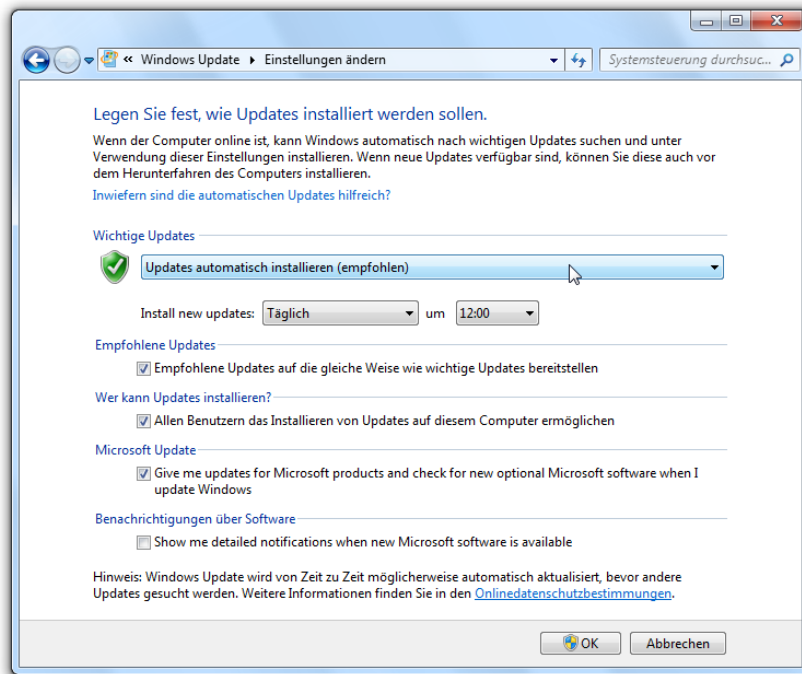 « Windows Update ▸ Einstellungen ändern
Systemsteuerung durchsuc...
Legen Sie fest, wie Updates installiert werden sollen.
Wenn der Computer online ist, kann Windows automatisch nach wichtigen Updates suchen und unter
Verwendung dieser Einstellungen installieren. Wenn neue Updates verfügbar sind, können Sie diese auch vor
dem Herunterfahren des Computers installieren.
Inwiefern sind die automatischen Updates hilfreich?
Wichtige Updates
Updates automatisch installieren (empfohlen)
Install new updates: Täglich um 12:00
Empfohlene Updates
Empfohlene Updates auf die gleiche Weise wie wichtige Updates bereitstellen
Wer kann Updates installieren?
Allen Benutzern das Installieren von Updates auf diesem Computer ermöglichen
Microsoft Update
Give me updates for Microsoft products and check for new optional Microsoft software when I
update Windows
Benachrichtigungen über Software
Show me detailed notifications when new Microsoft software is available
Hinweis: Windows Update wird von Zeit zu Zeit möglicherweise automatisch aktualisiert, bevor andere
Updates gesucht werden. Weitere Informationen finden Sie in den Onlinedatenschutzbestimmungen.
OK Abbrechen